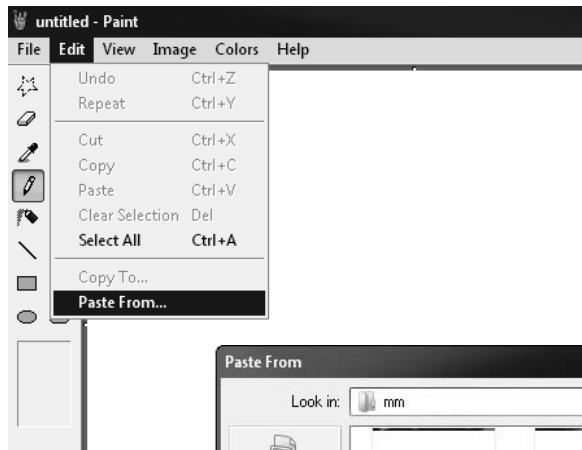 untitled - Paint
File Edit View Image Colors Help
Undo Ctrl+Z
Repeat Ctrl+Y
Cut Ctrl+X
Copy Ctrl+C
Paste Ctrl+V
Clear Selection Del
Select All Ctrl+A
Copy To...
Paste From...
Paste From
Look in: mm